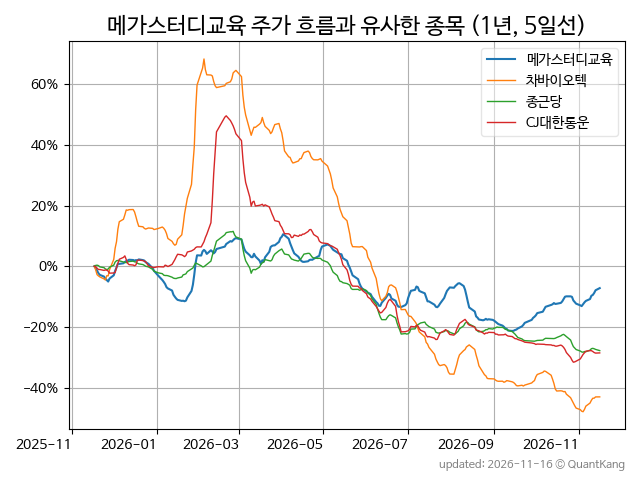 메가스터디교육 주가 흐름과 유사한 종목 (1년, 5일선)
메가스터디교육
차바이오텍
종근당
CJ대한통운
60%
40%
20%
0%
−20%
−40%
2025-11
2026-01
2026-03
2026-05
2026-07
2026-09
2026-11
updated: 2026-11-16 © QuantKang